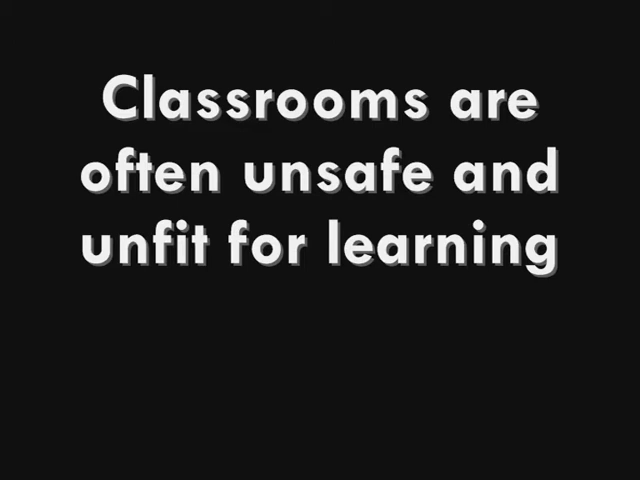 Classrooms are
often unsafe and
unfit for learning